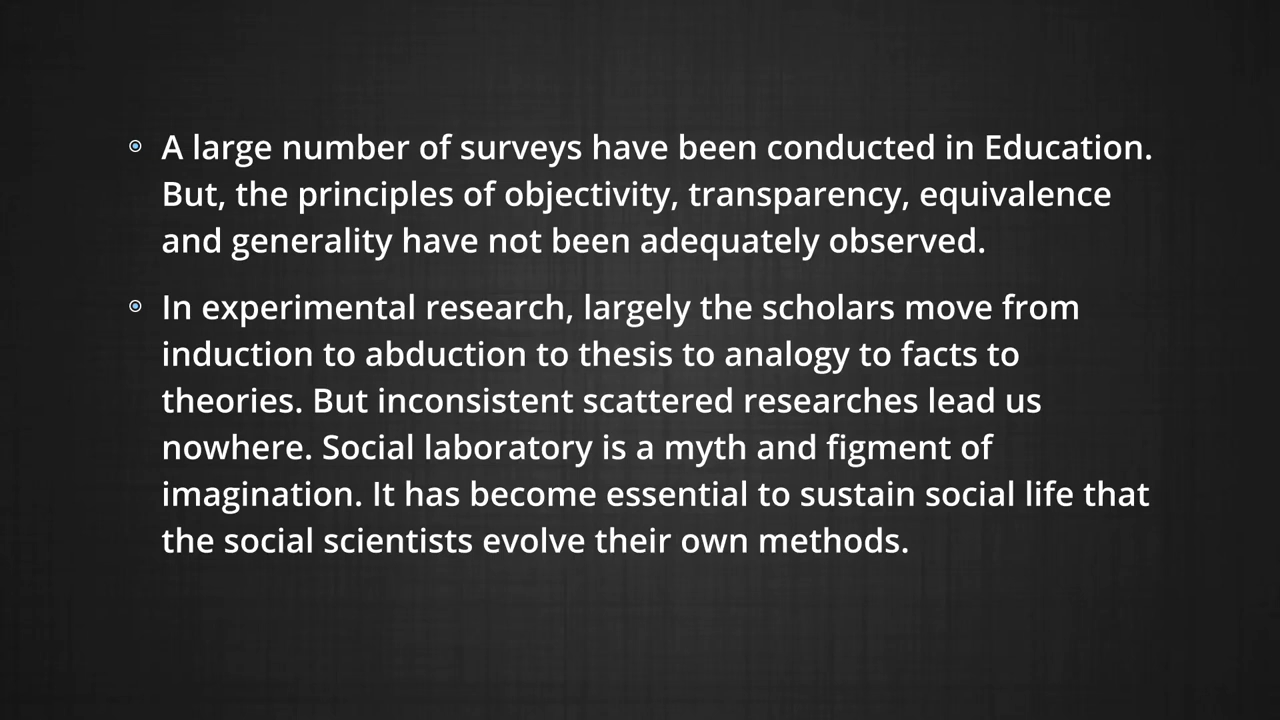 A large number of surveys have been conducted in Education.
But, the principles of objectivity, transparency, equivalence
and generality have not been adequately observed.
In experimental research, largely the scholars move from
induction to abduction to thesis to analogy to facts to
theories. But inconsistent scattered researches lead us
nowhere. Social laboratory is a myth and figment of
imagination. It has become essential to sustain social life that
the social scientists evolve their own methods.